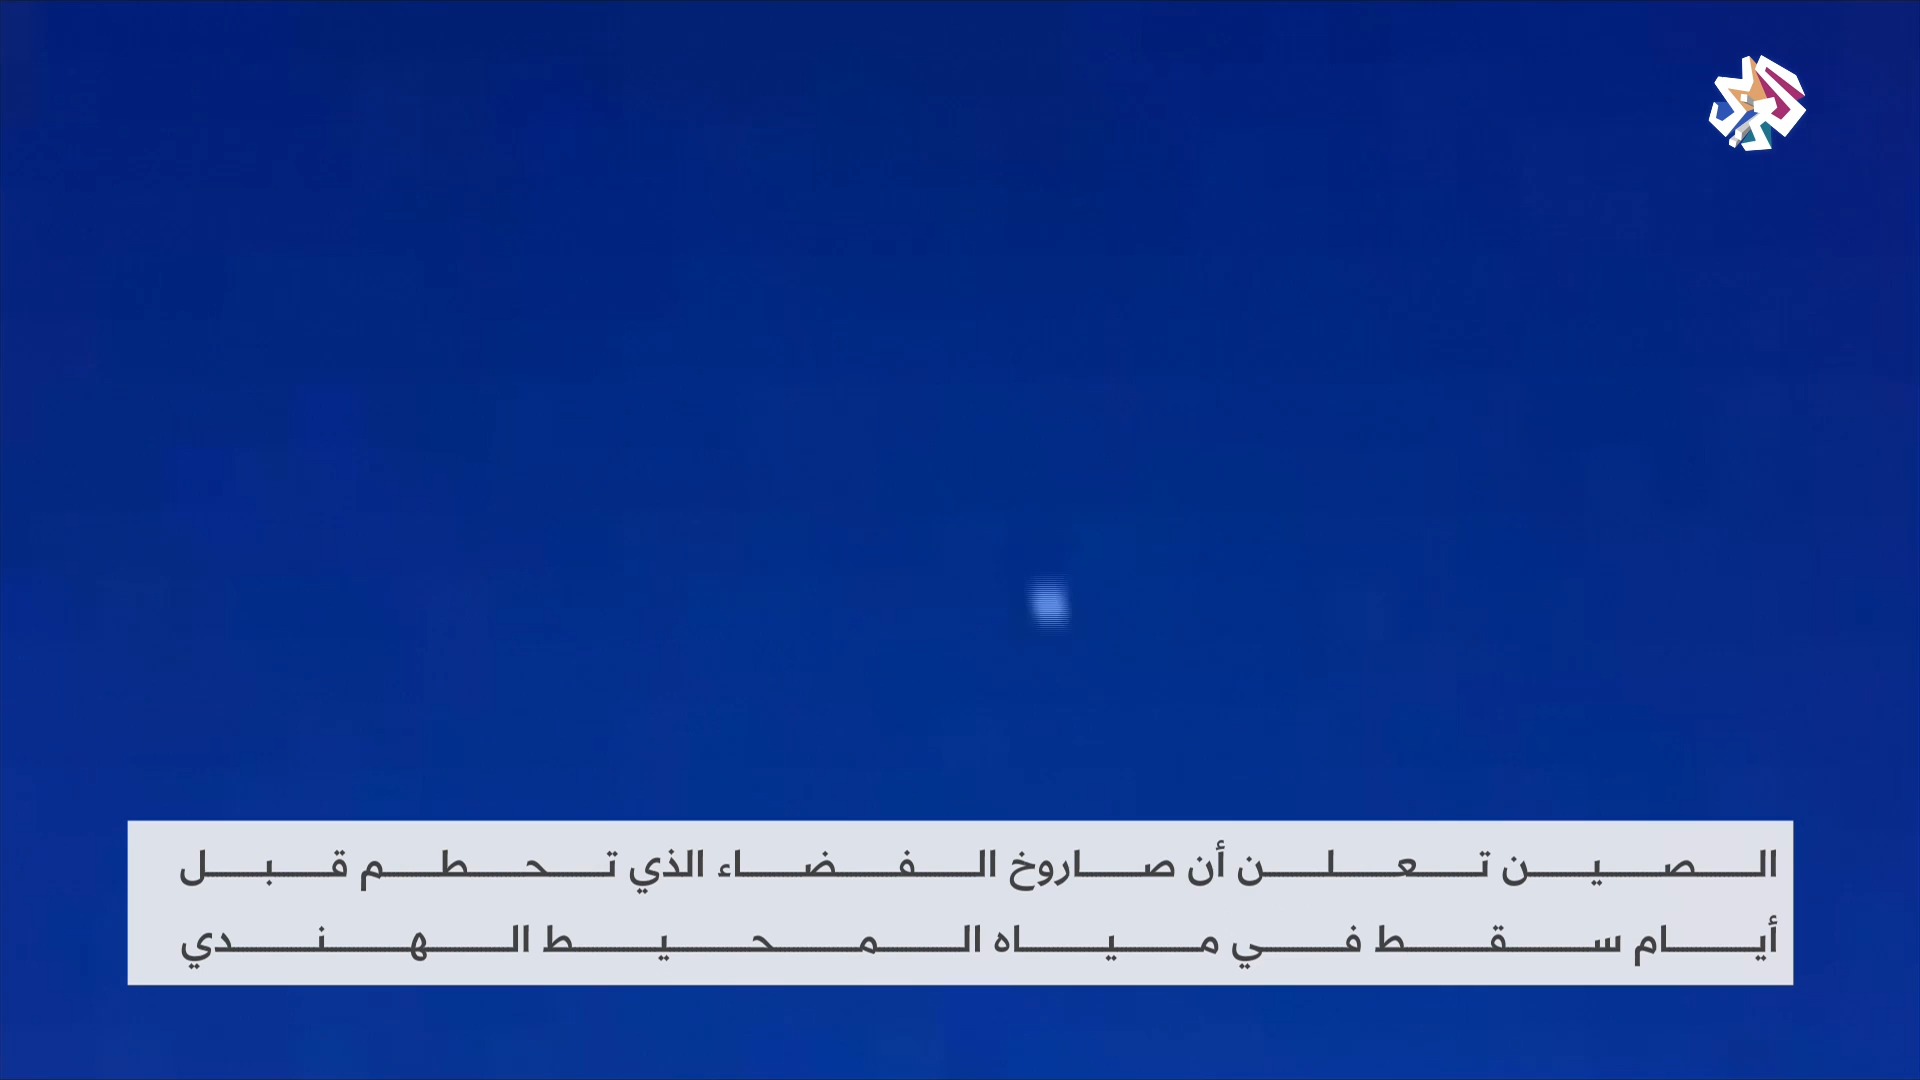 الصين تعلن أن صاروخ الفضاء الذي تحطم قبل
أيام سقط في مياه المحيط الهندي